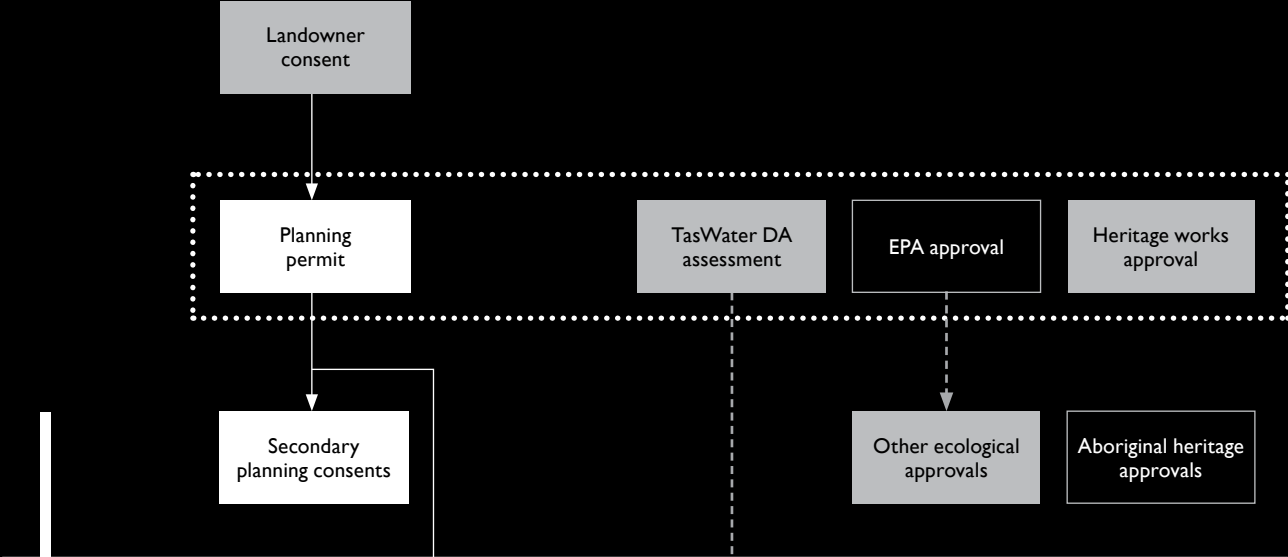 Landowner
consent
Planning
permit
TasWater DA
assessment
EPA approval
Heritage works
approval
Secondary
planning consents
Other ecological
approvals
Aboriginal heritage
approvals